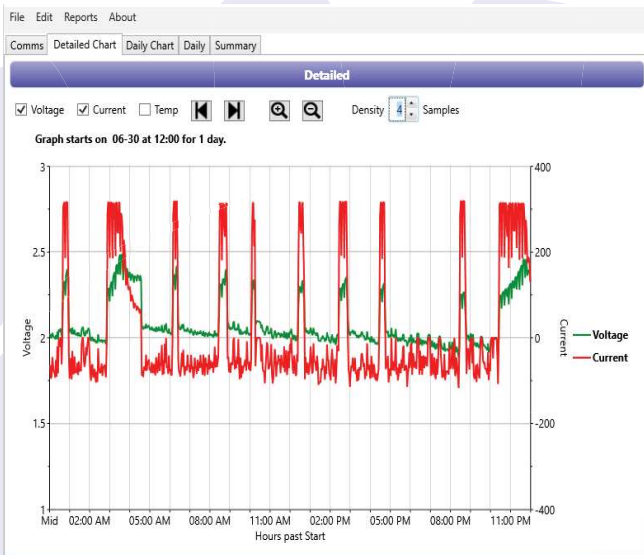 File Edit Reports About
Comms Detailed Chart Daily Chart Daily Summary
Detailed
Voltage Current Temp Density 4 Samples
Graph starts on 06-30 at 12:00 for 1 day.
3 400
2.5 200
2 0
1.5 -200
1 -400
Voltage
Current
Voltage
Current
Mid 02:00 AM 05:00 AM 08:00 AM 11:00 AM 02:00 PM 05:00 PM 08:00 PM 11:00 PM
Hours past Start